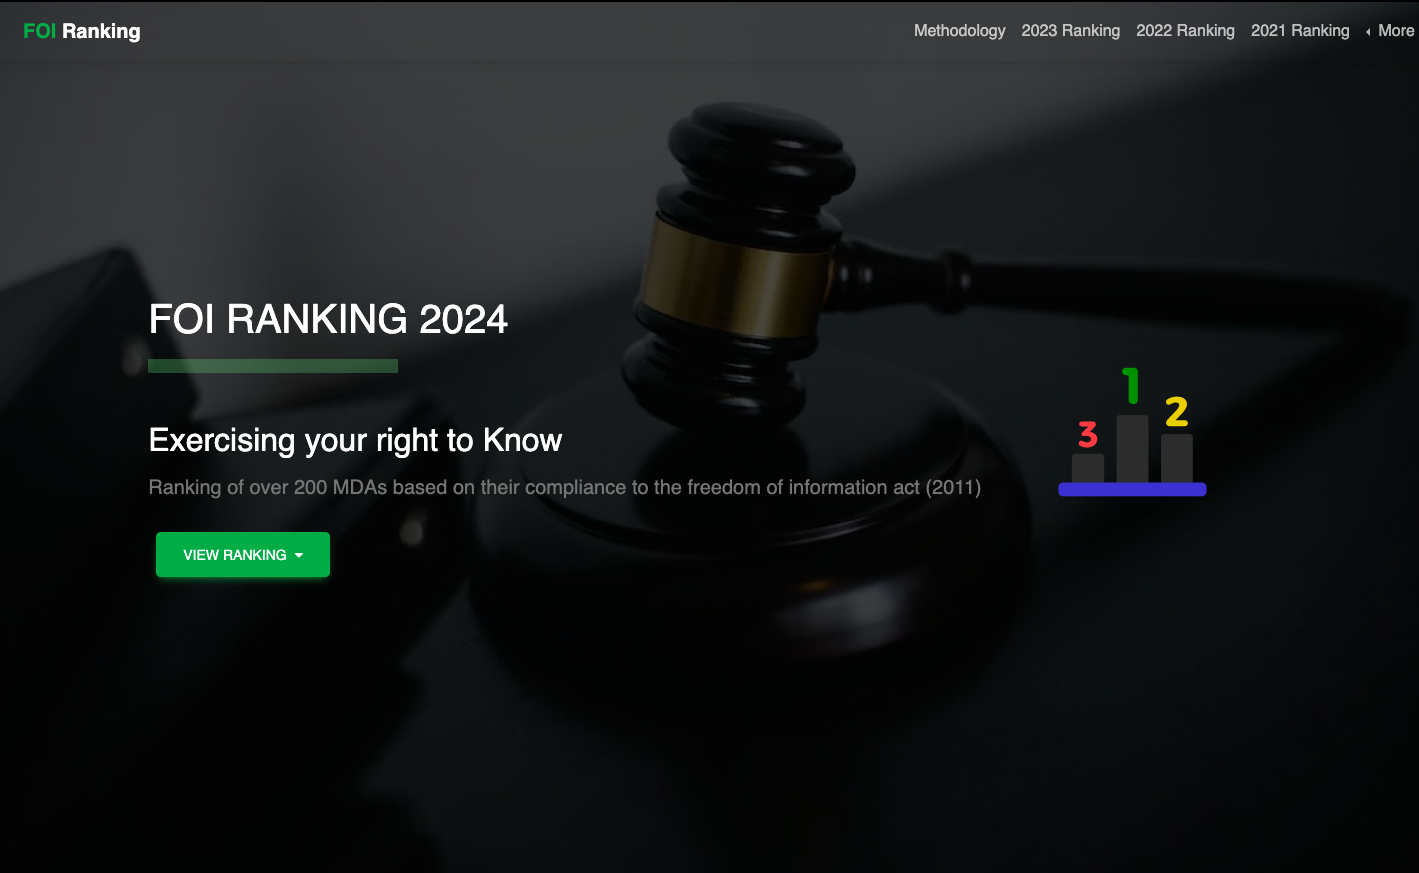 FOI Ranking
Methodology 2023 Ranking 2022 Ranking 2021 Ranking More
FOI RANKING 2024
Exercising your right to Know
Ranking of over 200 MDAs based on their compliance to the freedom of information act (2011)
VIEW RANKING
1
2
3